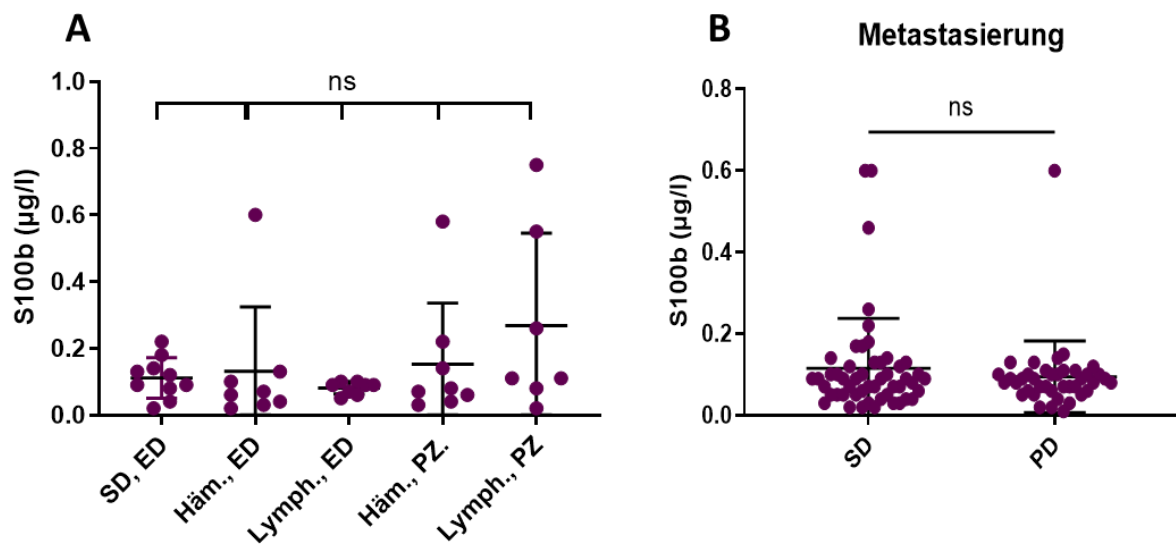 A
ns
S100b (µg/l)
1.0
0.8
0.6
0.4
0.2
0.0
SD, ED
Häm., ED
Lymph., ED
Häm., PZ.
Lymph., PZ
B
Metastasierung
ns
S100b (µg/l)
0.8
0.6
0.4
0.2
0.0
SD
PD